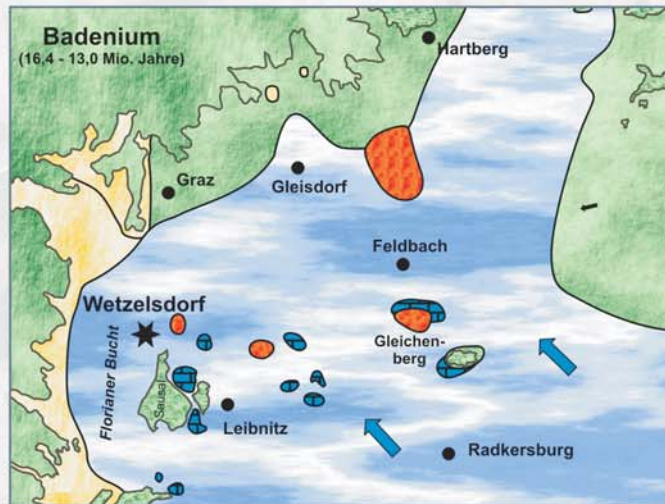 Badenium
(16,4 - 13,0 Mio. Jahre)
Hartberg
Graz
Gleisdorf
Feldbach
Wetzelsdorf
Gleichen-
berg
Florianer Bucht
Sausal
Leibnitz
Radkersburg